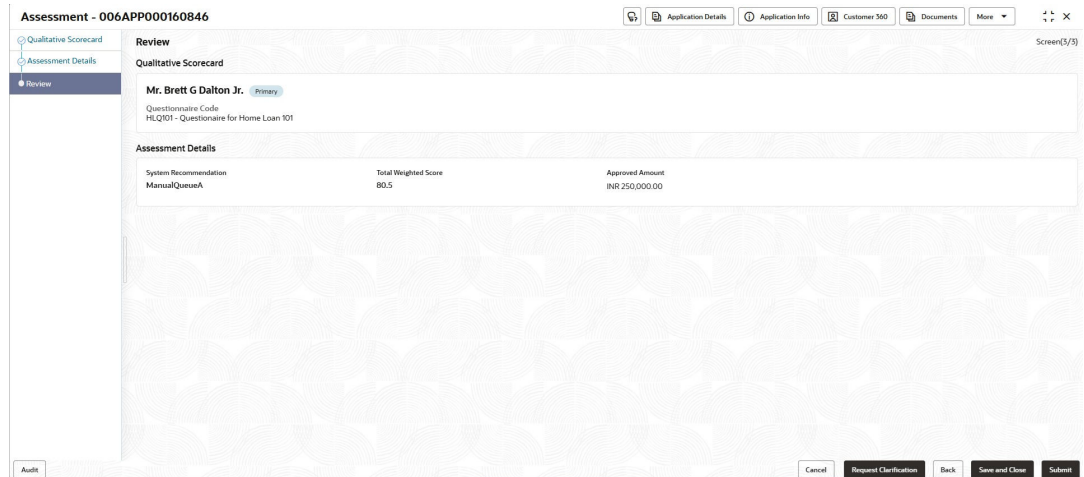 Assessment - 006APP000160846
Application Details
Application Info
Customer 360
Documents
More
Qualitative Scorecard
Assessment Details
Review
Review
Screen(3/3)
Qualitative Scorecard
Mr. Brett G Dalton Jr. Primary
Questionnaire Code
HLQ101 - Questionaire for Home Loan 101
Assessment Details
System Recommendation Total Weighted Score Approved Amount
ManualQueueA 80.5 INR 250,000.00
Audit
Cancel
Request Clarification
Back
Save and Close
Submit